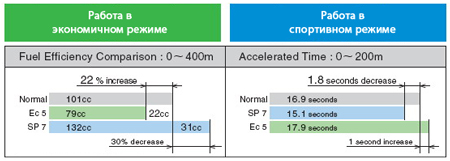 Работа в
экономичном режиме
Работа в
спортивном режиме
Fuel Efficiency Comparison : 0～400m
Accelerated Time : 0～200m
22 % increase
Normal 101cc
Ec 5 79cc 22cc
SP 7 132cc 31cc
30% decrease
1.8 seconds decrease
Normal 16.9 seconds
SP 7 15.1 seconds
Ec 5 17.9 seconds
1 second increase